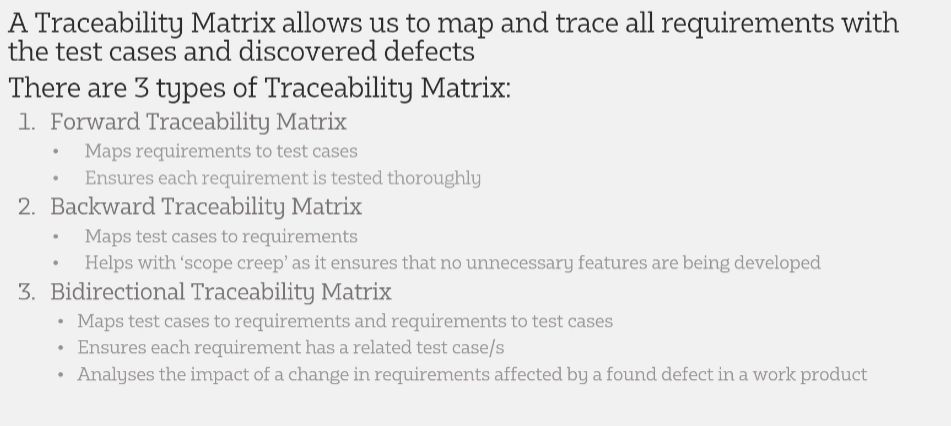 A Traceability Matrix allows us to map and trace all requirements with
the test cases and discovered defects
There are 3 types of Traceability Matrix:
1. Forward Traceability Matrix
• Maps requirements to test cases
• Ensures each requirement is tested thoroughly
2. Backward Traceability Matrix
• Maps test cases to requirements
• Helps with ‘scope creep’ as it ensures that no unnecessary features are being developed
3. Bidirectional Traceability Matrix
• Maps test cases to requirements and requirements to test cases
• Ensures each requirement has a related test case/s
• Analyses the impact of a change in requirements affected by a found defect in a work product